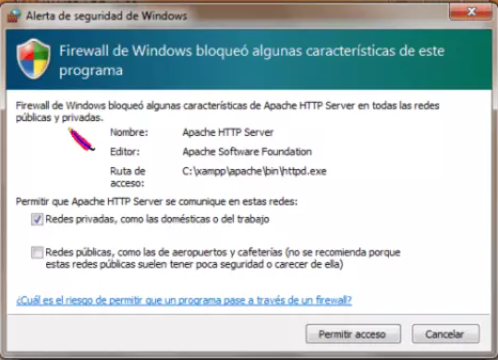 Alerta de seguridad de Windows
Firewall de Windows bloqueó algunas características de este
programa
Firewall de Windows bloqueó algunas características de Apache HTTP Server en todas las redes
públicas y privadas.
Nombre: Apache HTTP Server
Editor: Apache Software Foundation
Ruta de
acceso: C:\xampp\apache\bin\httpd.exe
Permitir que Apache HTTP Server se comunique en estas redes:
Redes privadas, como las domésticas o del trabajo
Redes públicas, como las de aeropuertos y cafeterías (no se recomienda porque
estas redes públicas suelen tener poca seguridad o carecer de ella)
¿Cuál es el riesgo de permitir que un programa pase a través de un firewall?
Permitir acceso Cancelar